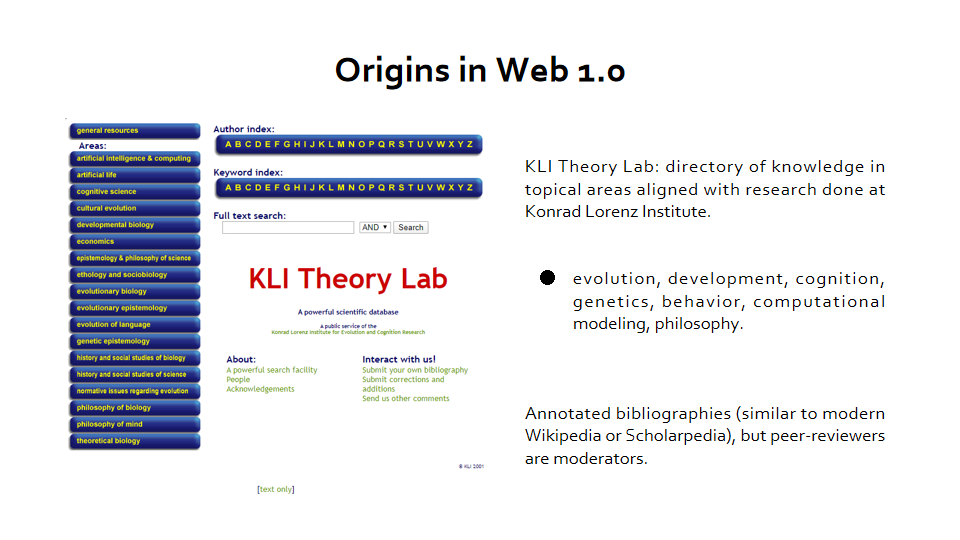 Origins in Web 1.0
general resources
Areas:
artificial intelligence & computing
artificial life
cognitive science
cultural evolution
developmental biology
economics
epistemology & philosophy of science
ethology and sociobiology
evolutionary biology
evolutionary epistemology
evolution of language
genetic epistemology
history and social studies of biology
history and social studies of science
normative issues regarding evolution
philosophy of biology
philosophy of mind
theoretical biology
Author index:
A B C D E F G H I J K L M N O P Q R S T U V W X Y Z
Keyword index:
A B C D E F G H I J K L M N O P Q R S T U V W X Y Z
Full text search:
AND Search
KLI Theory Lab
A powerful scientific database
A public service of the
Konrad Lorenz Institute for Evolution and Cognition Research
About:
A powerful search facility
People
Acknowledgements
Interact with us!
Submit your own bibliography
Submit corrections and
additions
Send us other comments
© KLI 2001
[text only]
KLI Theory Lab: directory of knowledge in
topical areas aligned with research done at
Konrad Lorenz Institute.
● evolution, development, cognition,
genetics, behavior, computational
modeling, philosophy.
Annotated bibliographies (similar to modern
Wikipedia or Scholarpedia), but peer-reviewers
are moderators.